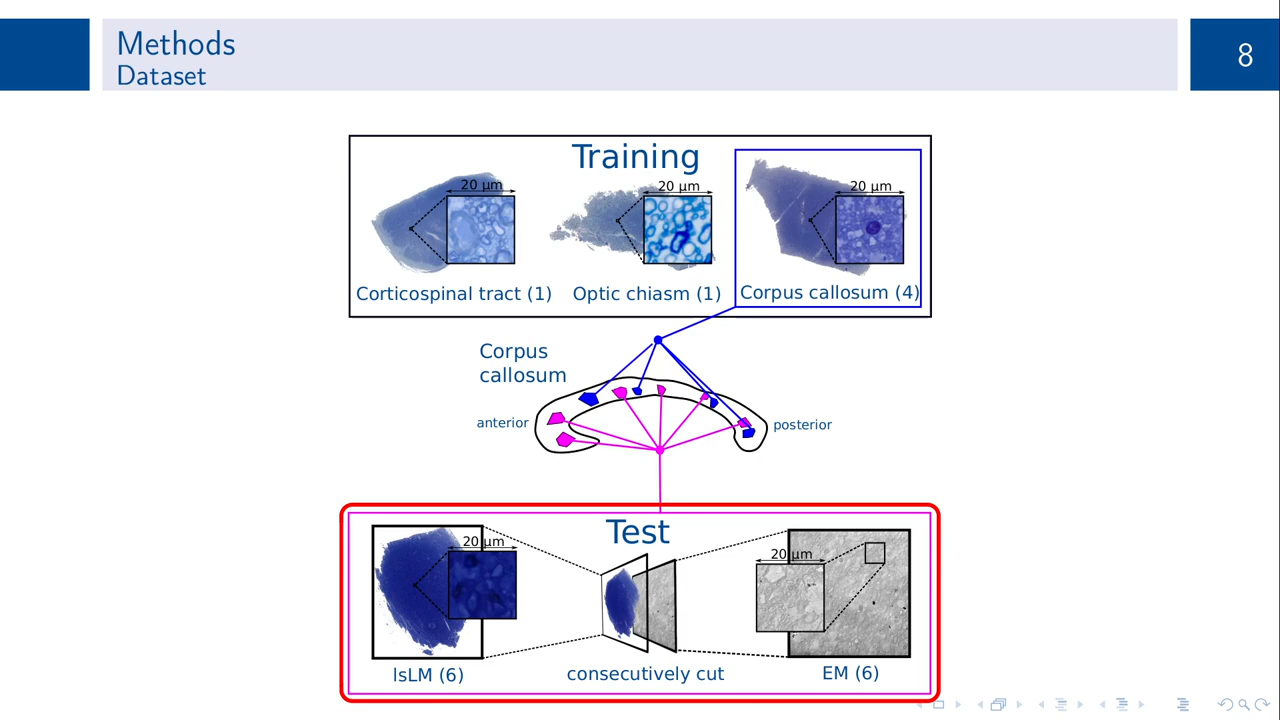 Methods
Dataset
8
Training
20 µm
20 µm
20 µm
Corticospinal tract (1)
Optic chiasm (1)
Corpus callosum (4)
Corpus
callosum
anterior
posterior
Test
20 µm
20 µm
lsLM (6)
consecutively cut
EM (6)